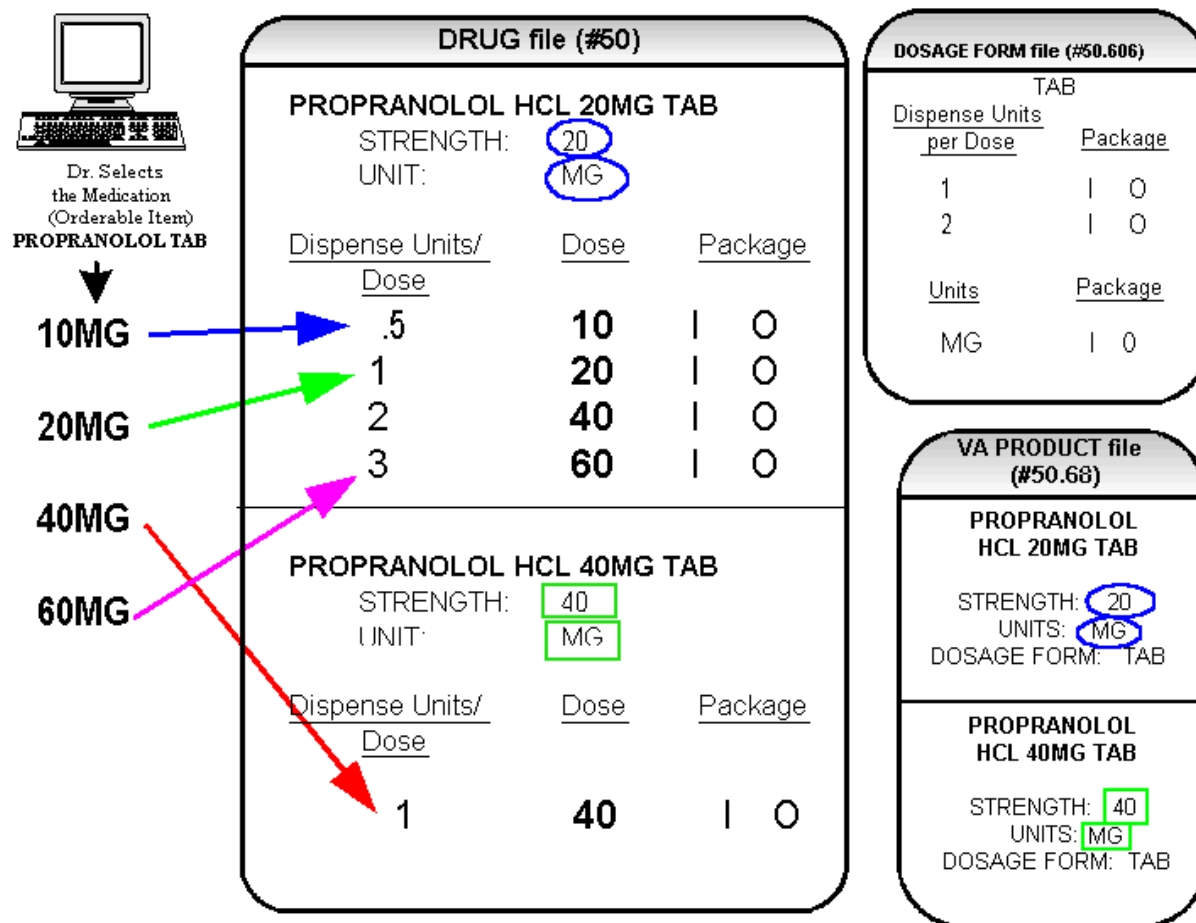 Dr. Selects
the Medication
(Orderable Item)
PROPRANOLOL TAB
10MG
20MG
40MG
60MG
DRUG file (#50)
PROPRANOLOL HCL 20MG TAB
STRENGTH: 20
UNIT: MG
Dispense Units/ Dose Package
Dose
.5 10 I O
1 20 I O
2 40 I O
3 60 I O
PROPRANOLOL HCL 40MG TAB
STRENGTH: 40
UNIT: MG
Dispense Units/ Dose Package
Dose
1 40 I O
DOSAGE FORM file (#50.606)
TAB
Dispense Units
per Dose Package
1 I O
2 I O
Units Package
MG I 0
VA PRODUCT file
(#50.68)
PROPRANOLOL
HCL 20MG TAB
STRENGTH: 20
UNITS: MG
DOSAGE FORM: TAB
PROPRANOLOL
HCL 40MG TAB
STRENGTH: 40
UNITS: MG
DOSAGE FORM: TAB